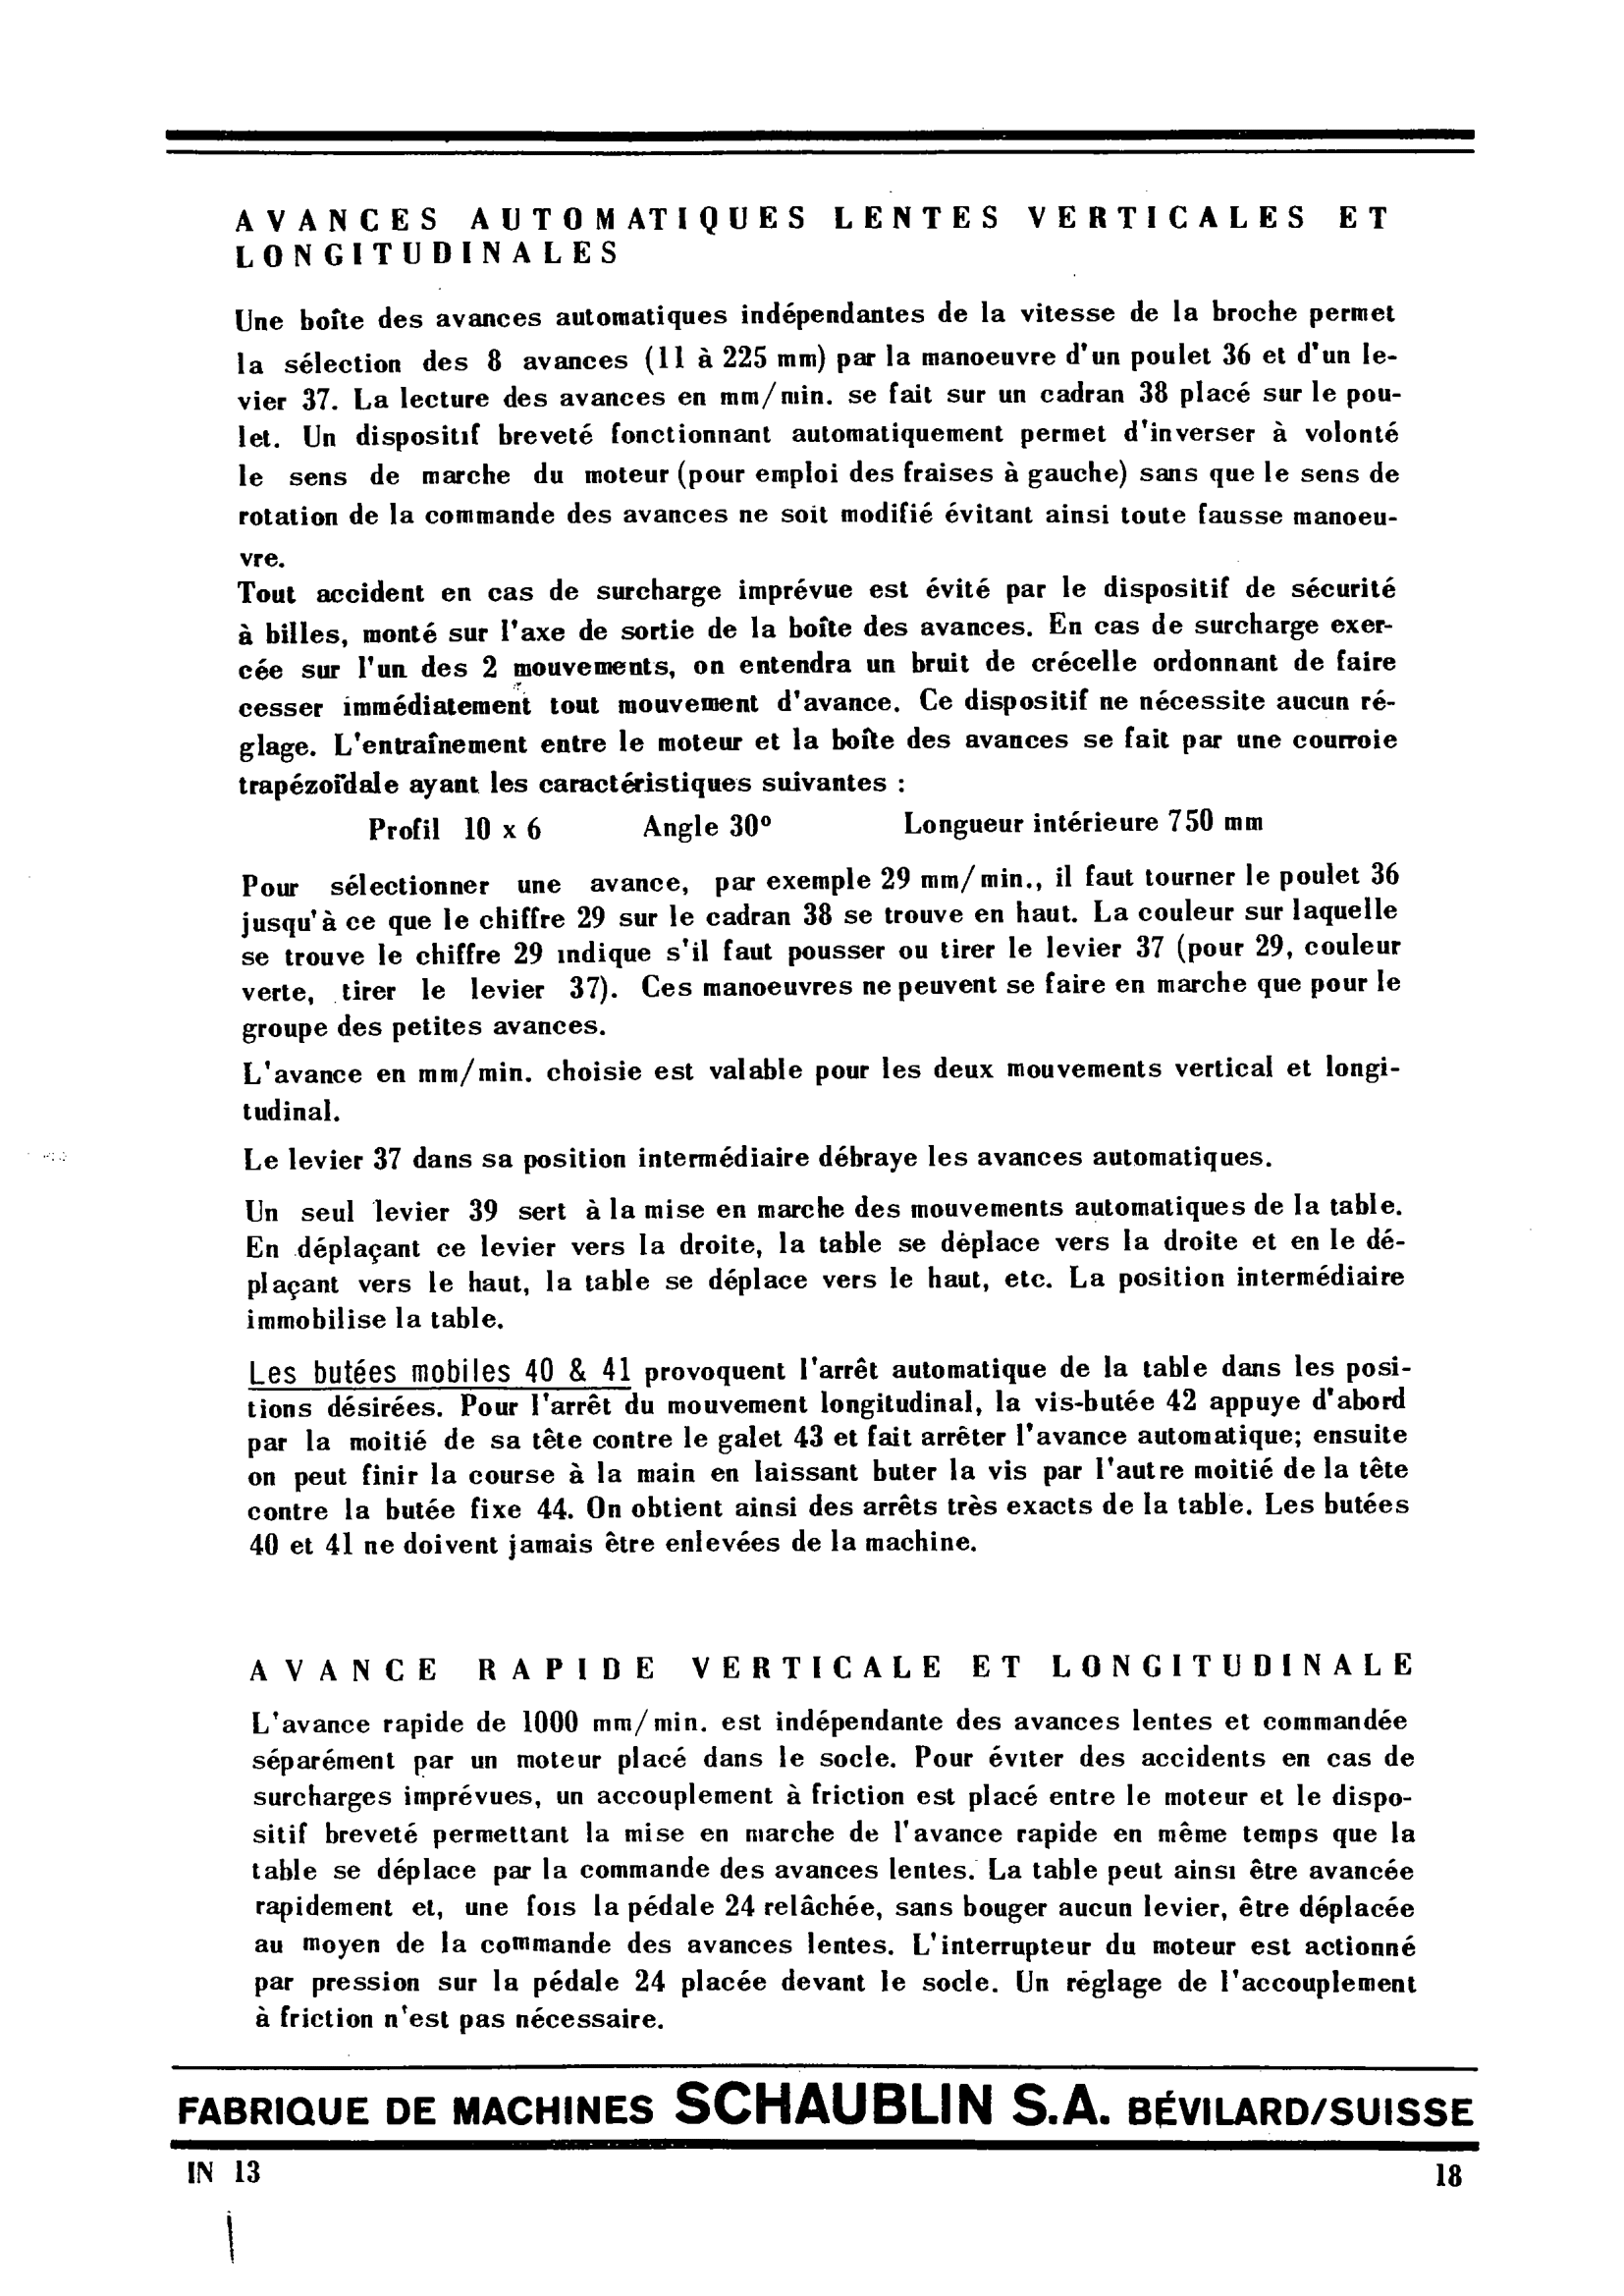 AVANCES AUTOMATIQUES LENTES VERTICALES ET
LONGITUDINALES
Une boîte des avances automatiques indépendantes de la vitesse de la broche permet
la sélection des 8 avances (11 à 225 mm) par la manoeuvre d'un poulet 36 et d'un le-
vier 37. La lecture des avances en mm/min. se fait sur un cadran 38 placé sur le pou-
let. Un dispositif breveté fonctionnant automatiquement permet d'inverser à volonté
le sens de marche du moteur (pour emploi des fraises à gauche) sans que le sens de
rotation de la commande des avances ne soit modifié évitant ainsi toute fausse manoeu-
vre.
Tout accident en cas de surcharge imprévue est évité par le dispositif de sécurité
à billes, monté sur l'axe de sortie de la boîte des avances. En cas de surcharge exer-
cée sur l'un des 2 mouvements, on entendra un bruit de crécelle ordonnant de faire
cesser immédiatement tout mouvement d'avance. Ce dispositif ne nécessite aucun ré-
glage. L'entraînement entre le moteur et la boîte des avances se fait par une courroie
trapézoïdale ayant les caractéristiques suivantes :
Profil 10 x 6 Angle 30° Longueur intérieure 750 mm
Pour sélectionner une avance, par exemple 29 mm/min., il faut tourner le poulet 36
jusqu'à ce que le chiffre 29 sur le cadran 38 se trouve en haut. La couleur sur laquelle
se trouve le chiffre 29 indique s'il faut pousser ou tirer le levier 37 (pour 29, couleur
verte, tirer le levier 37). Ces manoeuvres ne peuvent se faire en marche que pour le
groupe des petites avances.
L'avance en mm/min. choisie est valable pour les deux mouvements vertical et longi-
tudinal.
Le levier 37 dans sa position intermédiaire débraye les avances automatiques.
Un seul levier 39 sert à la mise en marche des mouvements automatiques de la table.
En déplaçant ce levier vers la droite, la table se déplace vers la droite et en le dé-
plaçant vers le haut, la table se déplace vers le haut, etc. La position intermédiaire
immobilise la table.
Les butées mobiles 40 & 41 provoquent l'arrêt automatique de la table dans les posi-
tions désirées. Pour l'arrêt du mouvement longitudinal, la vis-butée 42 appuye d'abord
par la moitié de sa tête contre le galet 43 et fait arrêter l'avance automatique; ensuite
on peut finir la course à la main en laissant buter la vis par l'autre moitié de la tête
contre la butée fixe 44. On obtient ainsi des arrêts très exacts de la table. Les butées
40 et 41 ne doivent jamais être enlevées de la machine.
AVANCE RAPIDE VERTICALE ET LONGITUDINALE
L'avance rapide de 1000 mm/min. est indépendante des avances lentes et commandée
séparément par un moteur placé dans le socle. Pour éviter des accidents en cas de
surcharges imprévues, un accouplement à friction est placé entre le moteur et le dispo-
sitif breveté permettant la mise en marche de l'avance rapide en même temps que la
table se déplace par la commande des avances lentes. La table peut ainsi être avancée
rapidement et, une fois la pédale 24 relâchée, sans bouger aucun levier, être déplacée
au moyen de la commande des avances lentes. L'interrupteur du moteur est actionné
par pression sur la pédale 24 placée devant le socle. Un réglage de l'accouplement
à friction n'est pas nécessaire.
FABRIQUE DE MACHINES SCHAUBLIN S.A. BÉVILARD/SUISSE
IN 13
18